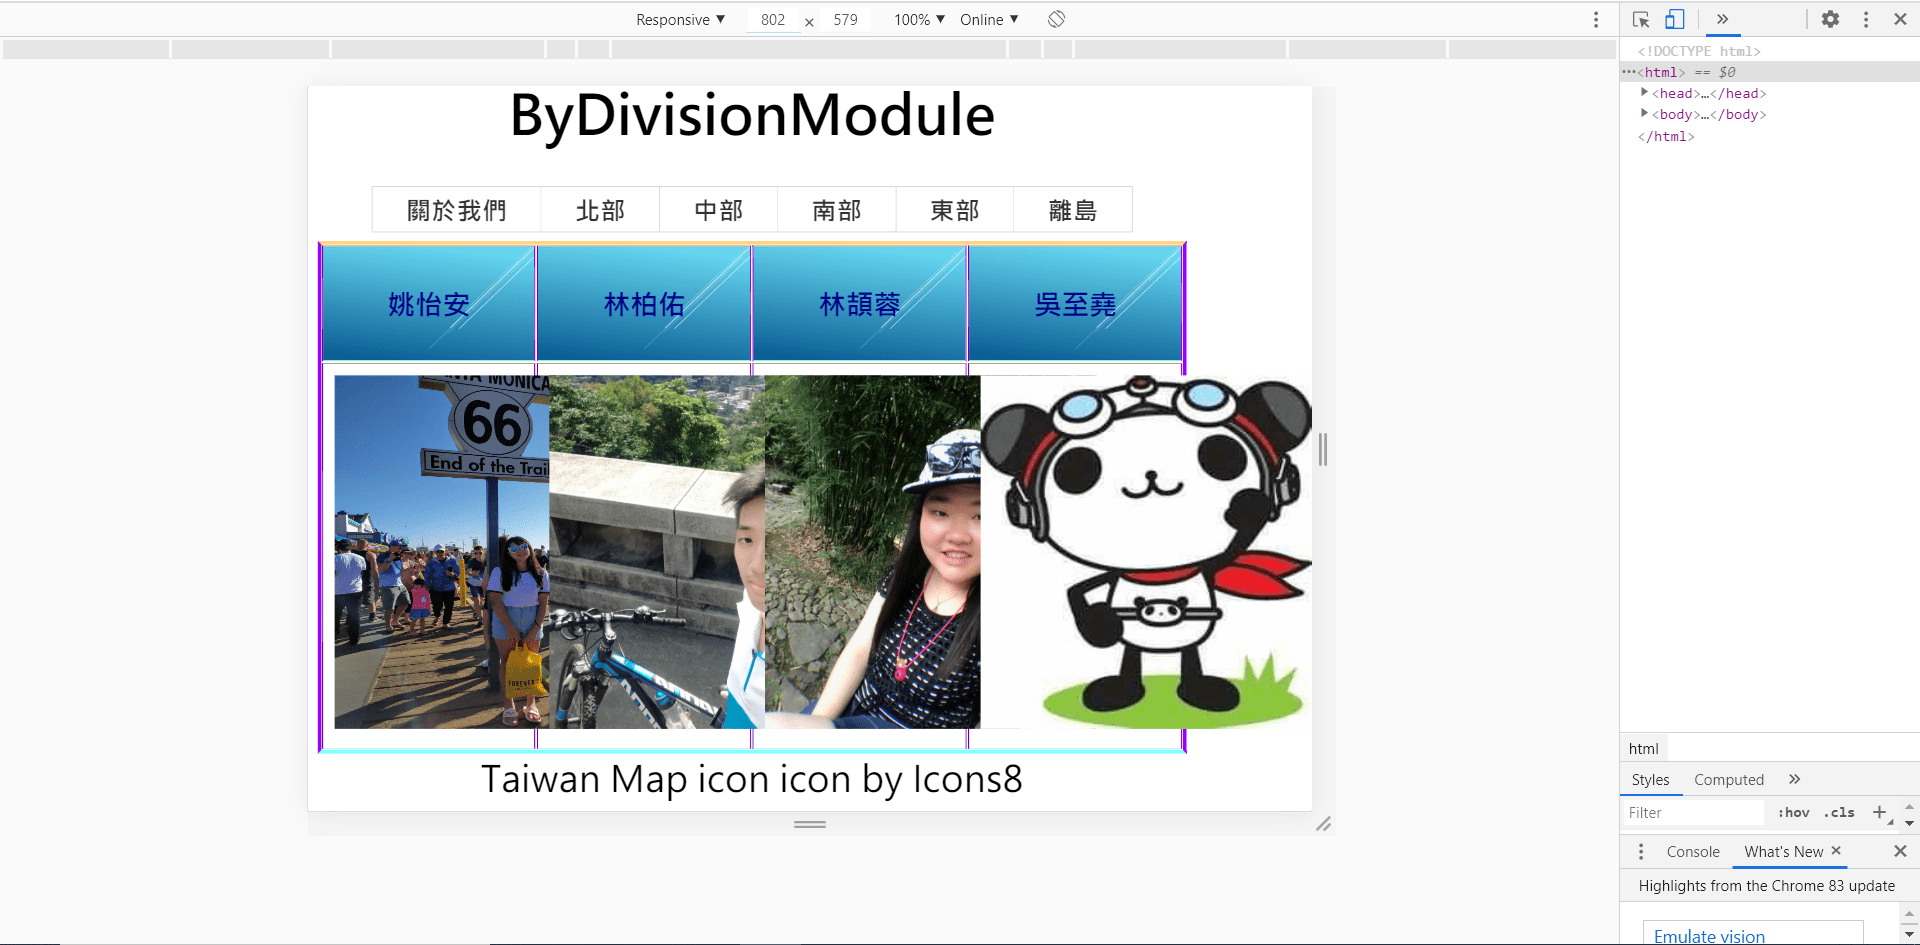 Responsive ▼ 802 × 579 100% ▼ Online ▼
<!DOCTYPE html>
···<html> == $0
<head>…</head>
<body>…</body>
</html>
ByDivisionModule
關於我們 北部 中部 南部 東部 離島
姚怡安 林柏佑 林頡蓉 吳至堯
66
End of the Trail
FOREVER
Taiwan Map icon icon by Icons8
html
Styles Computed »
Filter :hov .cls +
Console What's New ×
Highlights from the Chrome 83 update
Emulate vision